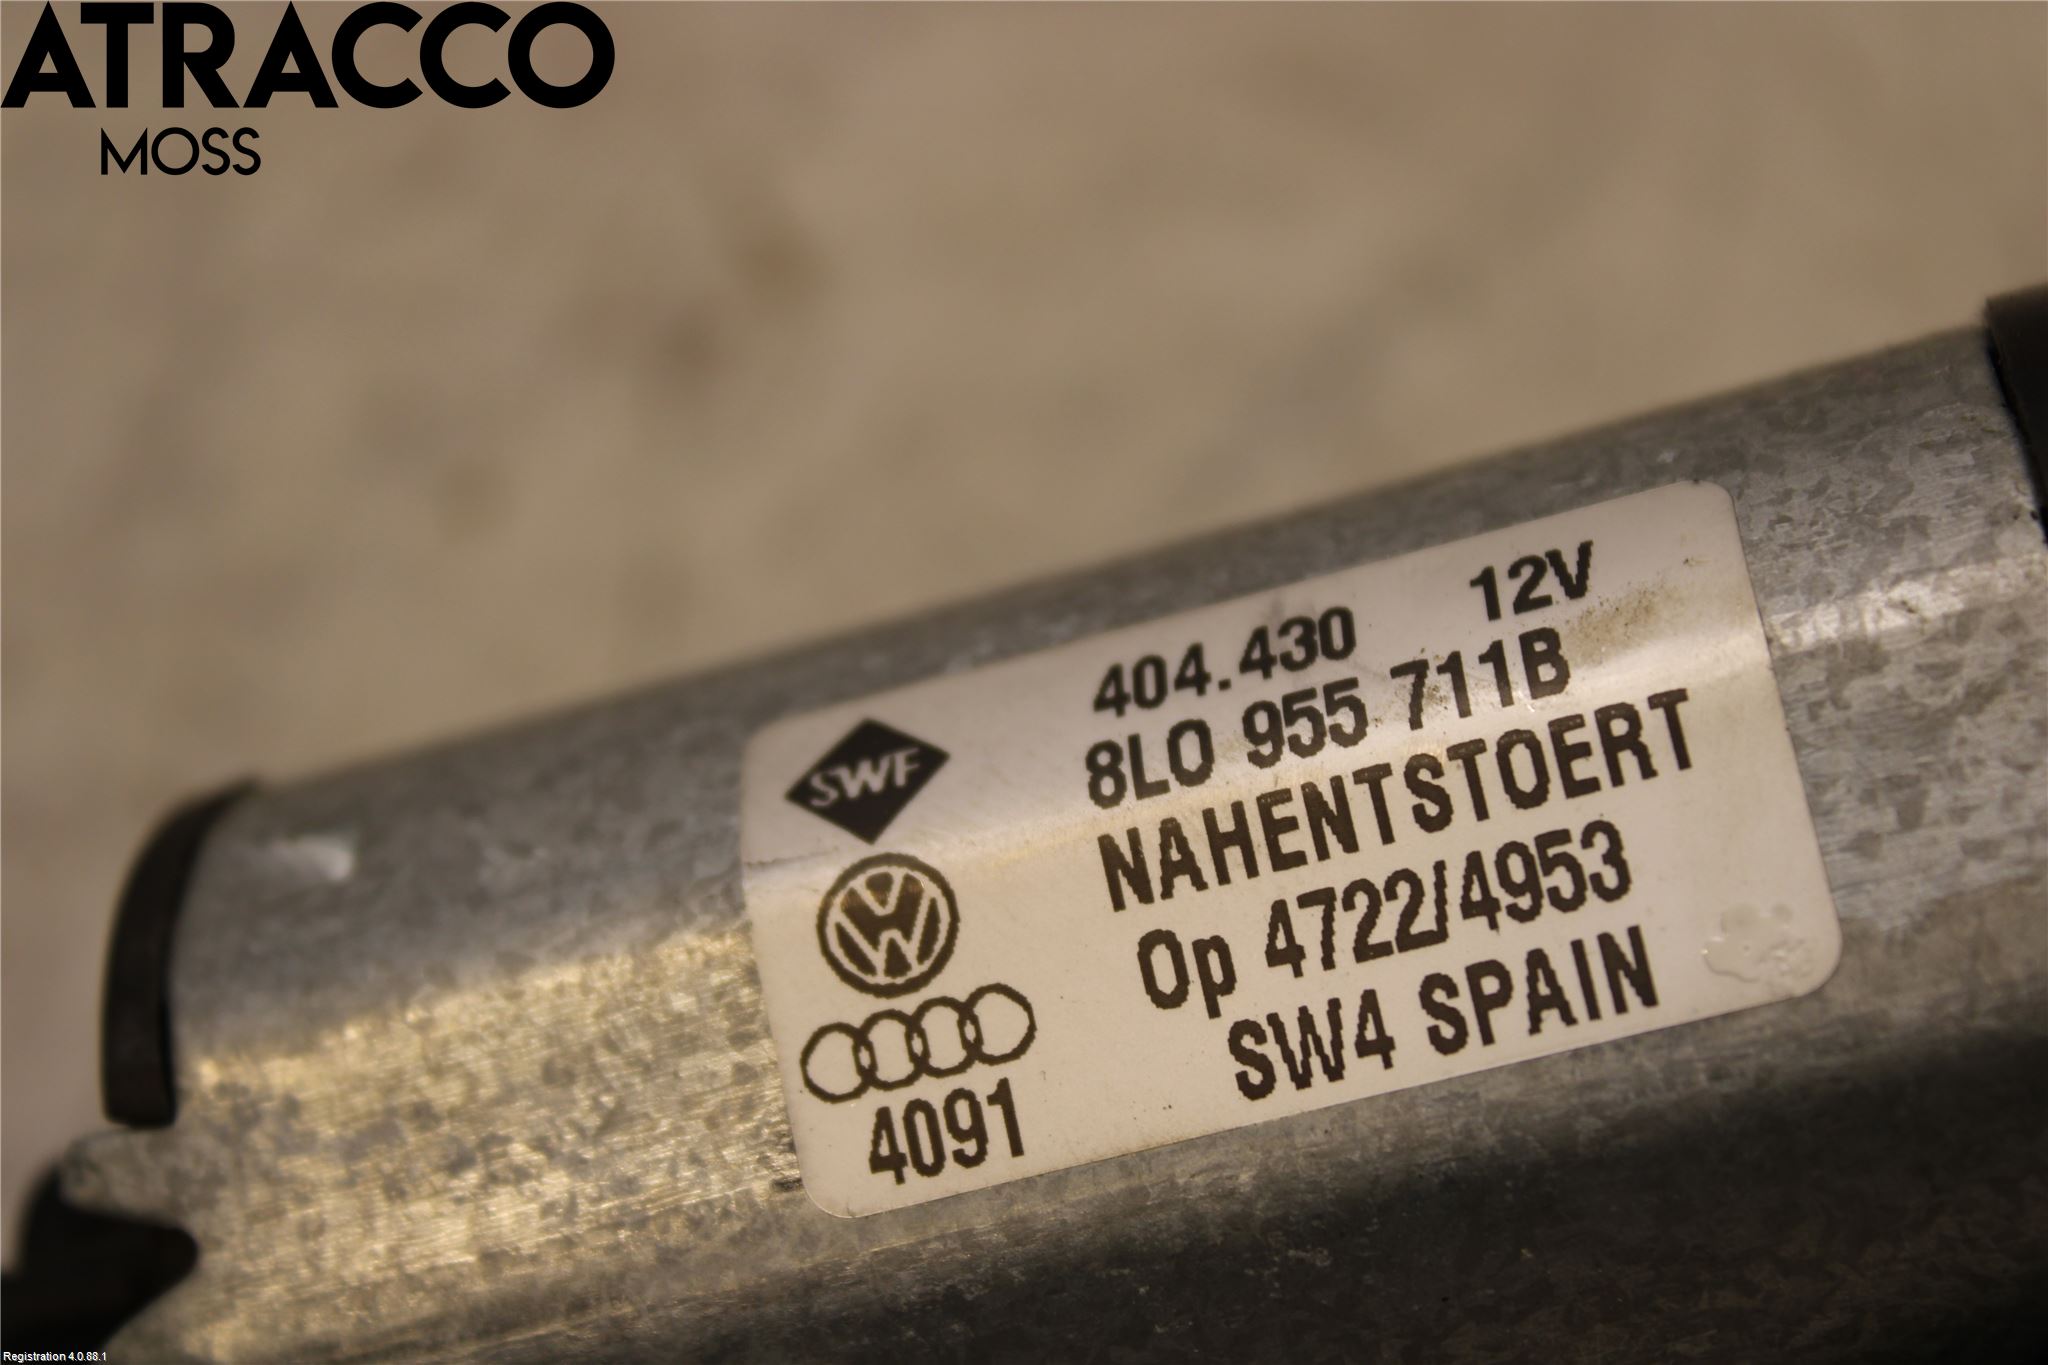 ATRACCO
MOSS
404.430 12V
8L0 955 711B
NAHENTSTOERT
Op 4722/4953
SW4 SPAIN
SWF
VW
4091
Registration 4.0.88.1